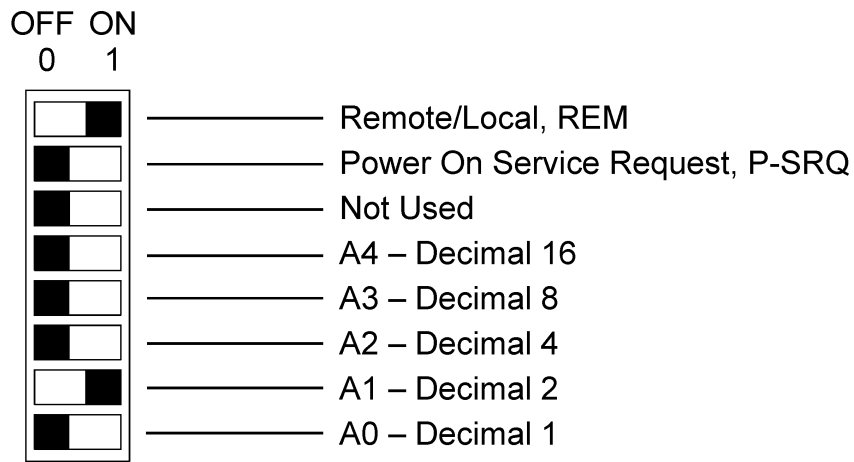 OFF ON
0 1
Remote/Local, REM
Power On Service Request, P-SRQ
Not Used
A4 – Decimal 16
A3 – Decimal 8
A2 – Decimal 4
A1 – Decimal 2
A0 – Decimal 1